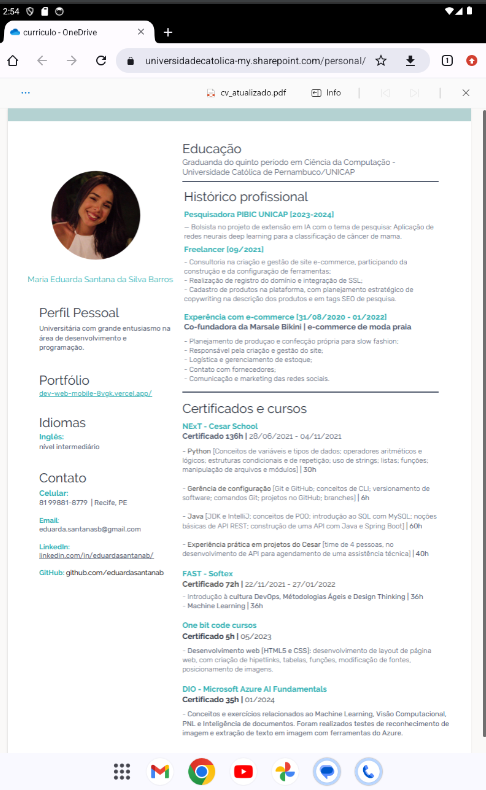 2:54
curriculo - OneDrive
universidadecatolica-my.sharepoint.com/personal/
1
cv_atualizado.pdf
Info
Maria Eduarda Santana da Silva Barros
Perfil Pessoal
Universitária com grande entusiasmo na
área de desenvolvimento e
programação.
Portfólio
dev-web-mobile-8vgk.vercel.app/
Idiomas
Inglês:
nível intermediário
Contato
Celular:
81 99881-8779 | Recife, PE
Email:
eduarda.santanasb@gmail.com
LinkedIn:
linkedin.com/in/eduardasantanab/
GitHub: github.com/eduardasantanab
Educação
Graduanda do quinto período em Ciência da Computação -
Universidade Católica de Pernambuco/UNICAP
Histórico profissional
Pesquisadora PIBIC UNICAP [2023-2024]
— Bolsista no projeto de extensão em IA com o tema de pesquisa: Aplicação de
redes neurais deep learning para a classificação de câncer de mama.
Freelancer [09/2021]
- Consultoria na criação e gestão de site e-commerce, participando da
construção e da configuração de ferramentas;
- Realização de registro do domínio e integração de SSL;
- Cadastro de produtos na plataforma, com planejamento estratégico de
copywriting na descrição dos produtos e em tags SEO de pesquisa.
Experência com e-commerce [31/08/2020 - 01/2022]
Co-fundadora da Marsale Bikini | e-commerce de moda praia
- Planejamento de produçao e confecção própria para slow fashion;
- Responsável pela criação e gestão do site;
- Logística e gerenciamento de estoque;
- Contato com fornecedores.
- Comunicação e marketing das redes sociais.
Certificados e cursos
NExT - Cesar School
Certificado 136h | 28/06/2021 - 04/11/2021
- Python [Conceitos de variáveis e tipos de dados; operadores aritméticos e
lógicos, estruturas condicionais e de repetição; uso de strings, listas, funções,
manipulação de arquivos e módulos] | 30h
- Gerência de configuração [Git e GitHub; conceitos de CLI; versionamento de
software; comandos Git; projetos no GitHub; branches] | 6h
- Java [JDK e IntelliJ; conceitos de POO; introdução ao SQL com MySQL; noções
básicas de API REST; construção de uma API com Java e Spring Boot] | 60h
- Experiência prática em projetos do Cesar [time de 4 pessoas, no
desenvolvimento de API para agendamento de uma assistência técnica] | 40h
FAST - Softex
Certificado 72h | 22/11/2021 - 27/01/2022
- Introdução à cultura DevOps, Métodologias Ágeis e Design Thinking | 36h
- Machine Learning | 36h
One bit code cursos
Certificado 5h | 05/2023
- Desenvolvimento web [HTML5 e CSS]: desenvolvimento de layout de página
web, com criação de hipetlinks, tabelas, funções, modificação de fontes,
posicionamento de imagens.
DIO - Microsoft Azure AI Fundamentals
Certificado 35h | 01/2024
- Conceitos e exercícios relacionados ao Machine Learning, Visão Computacional,
PNL e Inteligência de documentos. Foram realizados testes de reconhecimento de
imagem e extração de texto em imagem com ferramentas do Azure.